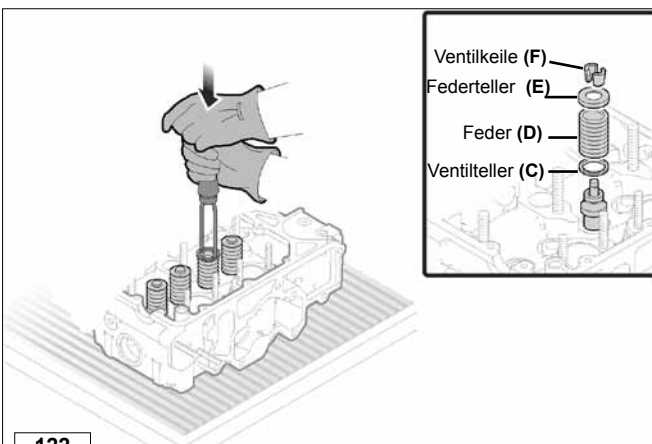 Ventilkeile (F)
Federteller (E)
Feder (D)
Ventilteller (C)
122